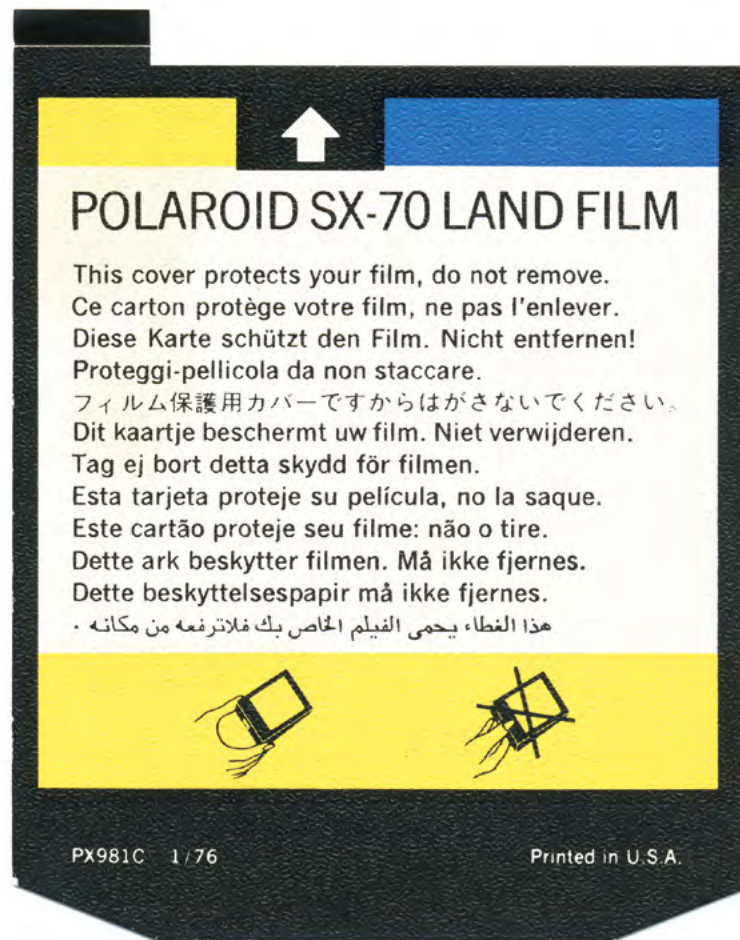 POLAROID SX-70 LAND FILM
This cover protects your film, do not remove.
Ce carton protège votre film, ne pas l'enlever.
Diese Karte schützt den Film. Nicht entfernen!
Proteggi-pellicola da non staccare.
フィルム保護用カバーですからはがさないでください。
Dit kaartje beschermt uw film. Niet verwijderen.
Tag ej bort detta skydd för filmen.
Esta tarjeta proteje su película, no la saque.
Este cartão proteje seu filme: não o tire.
Dette ark beskytter filmen. Må ikke fjernes.
Dette beskyttelsespapir må ikke fjernes.
هذا الغطاء يحمى الفيلم الخاص بك فلاترفعه من مكانه ٠
PX981C 1/76
Printed in U.S.A.